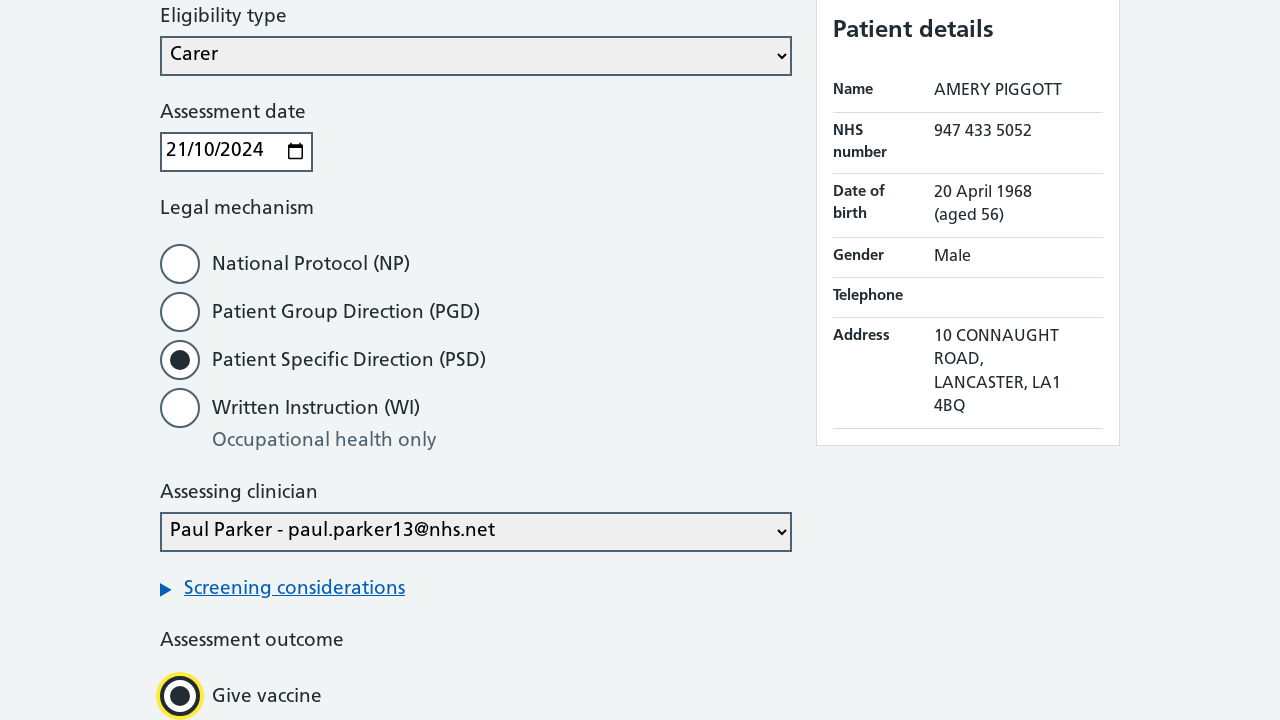 Eligibility type
Carer
Assessment date
21/10/2024
Legal mechanism
National Protocol (NP)
Patient Group Direction (PGD)
Patient Specific Direction (PSD)
Written Instruction (WI)
Occupational health only
Assessing clinician
Paul Parker - paul.parker13@nhs.net
Screening considerations
Assessment outcome
Give vaccine
Patient details
Name AMERY PIGGOTT
NHS number 947 433 5052
Date of birth 20 April 1968 (aged 56)
Gender Male
Telephone
Address 10 CONNAUGHT
ROAD,
LANCASTER, LA1
4BQ